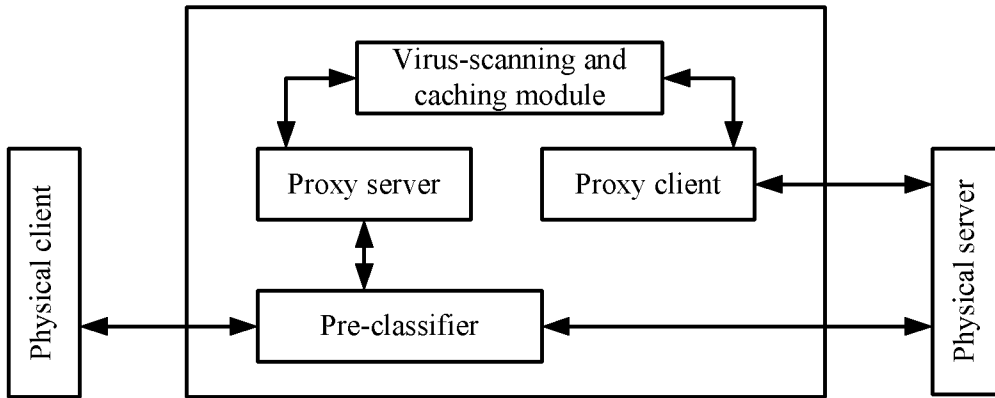 Virus-scanning and
caching module
Proxy server
Proxy client
Physical client
Physical server
Pre-classifier